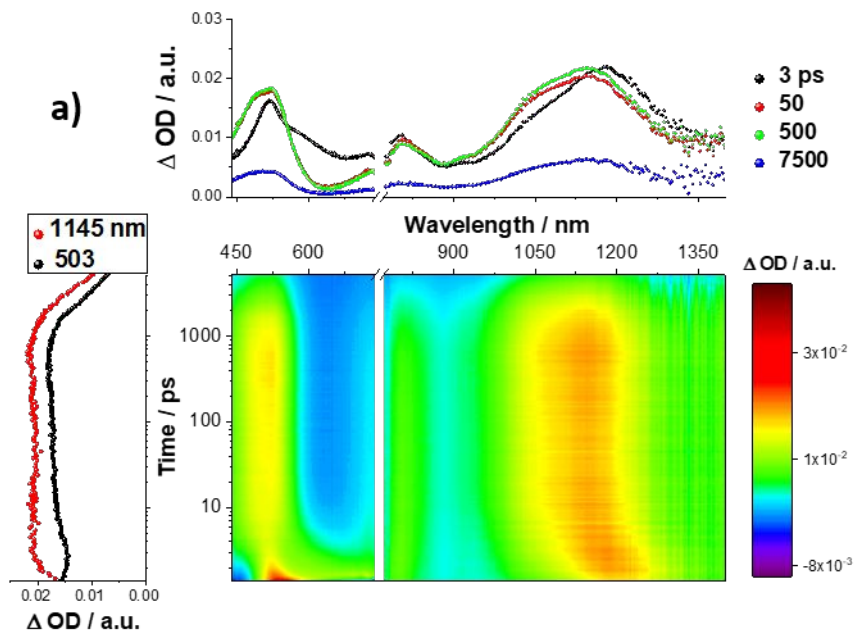 a)
Δ OD / a.u.
0.03
0.02
0.01
0.00
3 ps
50
500
7500
Wavelength / nm
450 600 900 1050 1200 1350
1145 nm
503
Time / ps
1000
100
10
0.02 0.01 0.00
Δ OD / a.u.
Δ OD / a.u.
3x10⁻²
1x10⁻²
-8x10⁻³